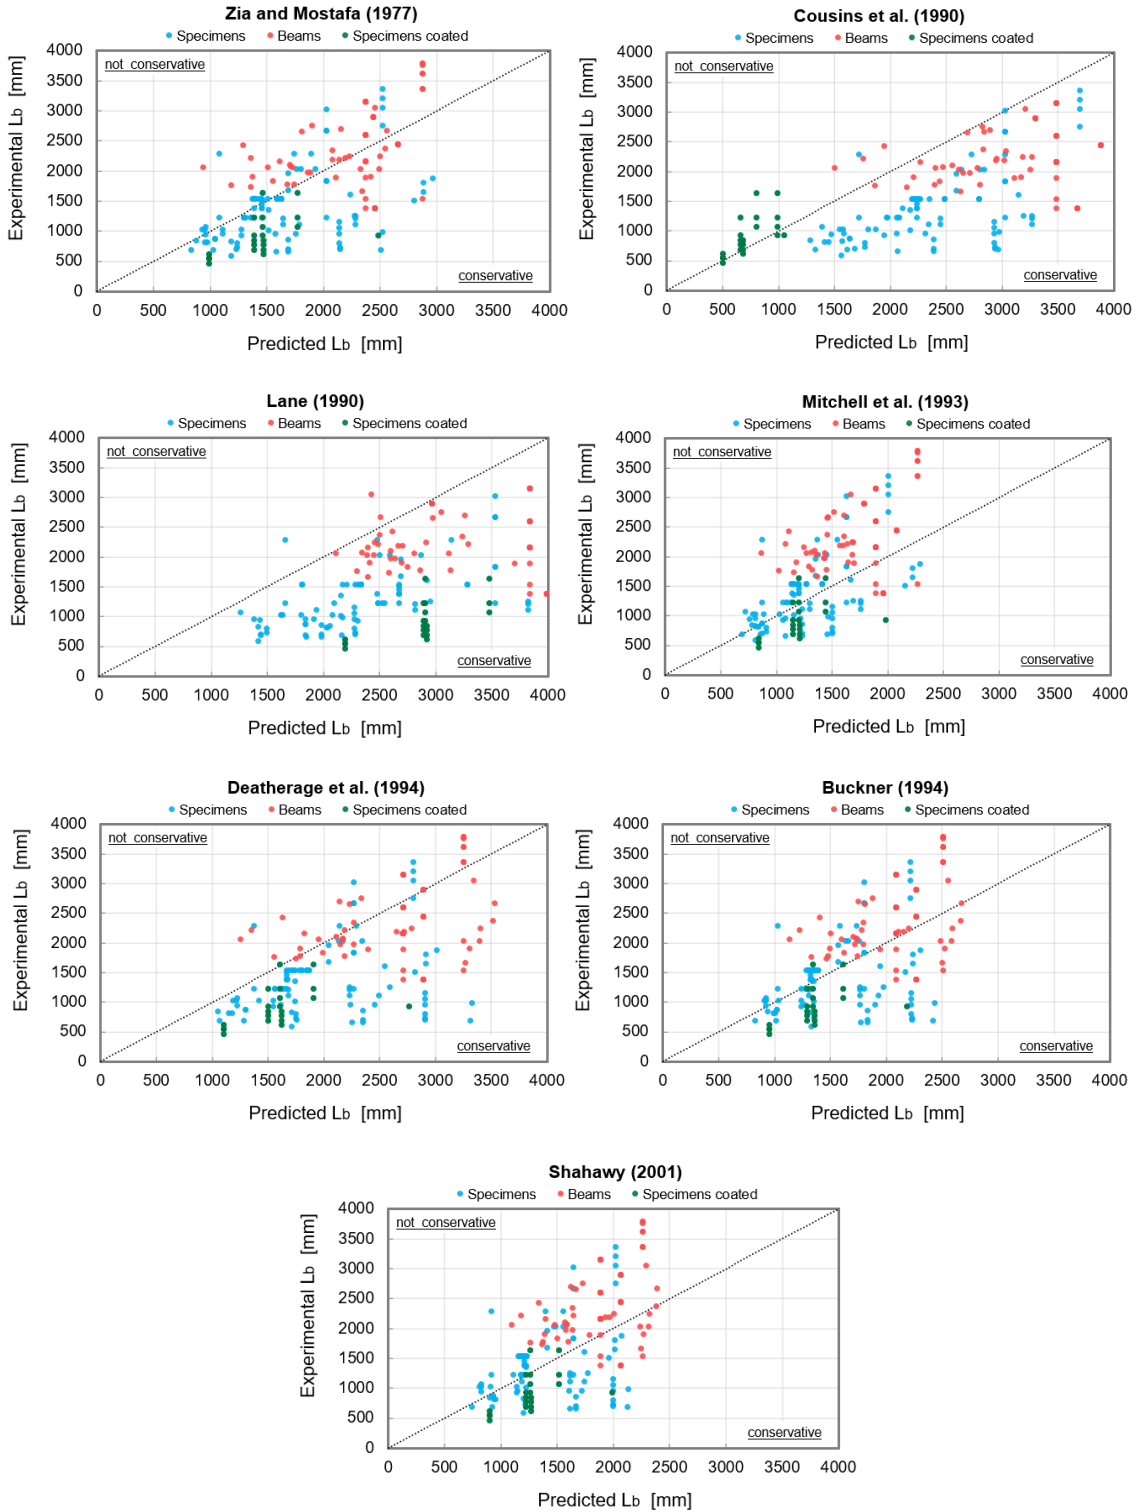 Zia and Mostafa (1977)
Specimens Beams Specimens coated
4000
3500
3000
2500
2000
1500
1000
500
0
Experimental Lb [mm]
not conservative
conservative
0 500 1000 1500 2000 2500 3000 3500 4000
Predicted Lb [mm]
Cousins et al. (1990)
Specimens Beams Specimens coated
4000
3500
3000
2500
2000
1500
1000
500
0
Experimental Lb [mm]
not conservative
conservative
0 500 1000 1500 2000 2500 3000 3500 4000
Predicted Lb [mm]
Lane (1990)
Specimens Beams Specimens coated
4000
3500
3000
2500
2000
1500
1000
500
0
Experimental Lb [mm]
not conservative
conservative
0 500 1000 1500 2000 2500 3000 3500 4000
Predicted Lb [mm]
Mitchell et al. (1993)
Specimens Beams Specimens coated
4000
3500
3000
2500
2000
1500
1000
500
0
Experimental Lb [mm]
not conservative
conservative
0 500 1000 1500 2000 2500 3000 3500 4000
Predicted Lb [mm]
Deatherage et al. (1994)
Specimens Beams Specimens coated
4000
3500
3000
2500
2000
1500
1000
500
0
Experimental Lb [mm]
not conservative
conservative
0 500 1000 1500 2000 2500 3000 3500 4000
Predicted Lb [mm]
Buckner (1994)
Specimens Beams Specimens coated
4000
3500
3000
2500
2000
1500
1000
500
0
Experimental Lb [mm]
not conservative
conservative
0 500 1000 1500 2000 2500 3000 3500 4000
Predicted Lb [mm]
Shahawy (2001)
Specimens Beams Specimens coated
4000
3500
3000
2500
2000
1500
1000
500
0
Experimental Lb [mm]
not conservative
conservative
0 500 1000 1500 2000 2500 3000 3500 4000
Predicted Lb [mm]